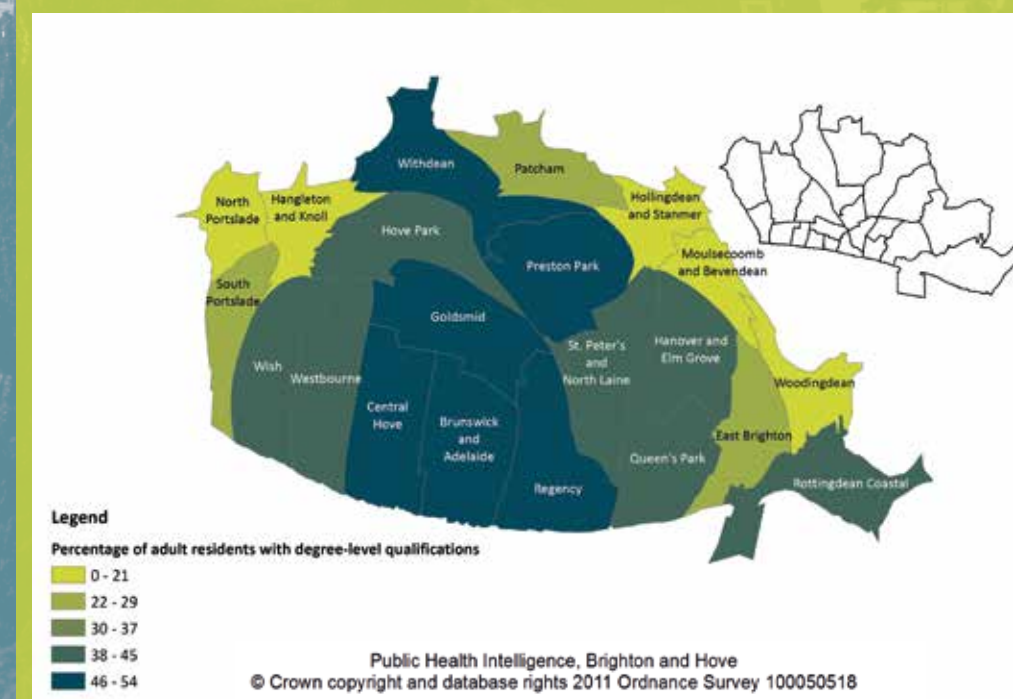 Withdean
Patcham
North
Portslade
Hangleton
and Knoll
Hollingdean
and Stanmer
Hove Park
Preston Park
Moulsecoomb
and Bevendean
South
Portslade
Goldsmid
St. Peter's
and
North Laine
Hanover and
Elm Grove
Wish
Westbourne
Woodingdean
Central
Hove
Brunswick
and
Adelaide
East Brighton
Queen's Park
Regency
Rottingdean Coastal
Legend
Percentage of adult residents with degree-level qualifications
0 - 21
22 - 29
30 - 37
38 - 45
46 - 54
Public Health Intelligence, Brighton and Hove
© Crown copyright and database rights 2011 Ordnance Survey 100050518